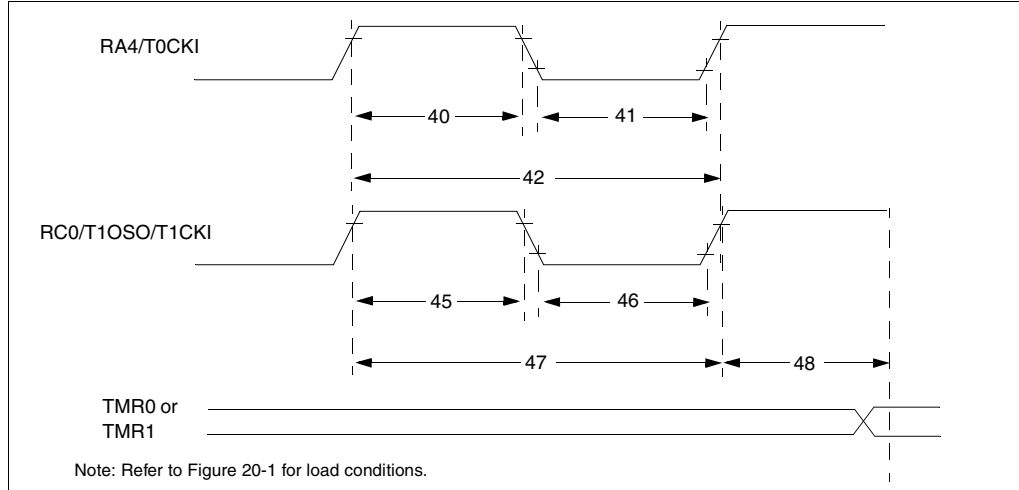 RA4/T0CKI
40
41
42
RC0/T1OSO/T1CKI
45
46
47
48
TMR0 or
TMR1
Note: Refer to Figure 20-1 for load conditions.